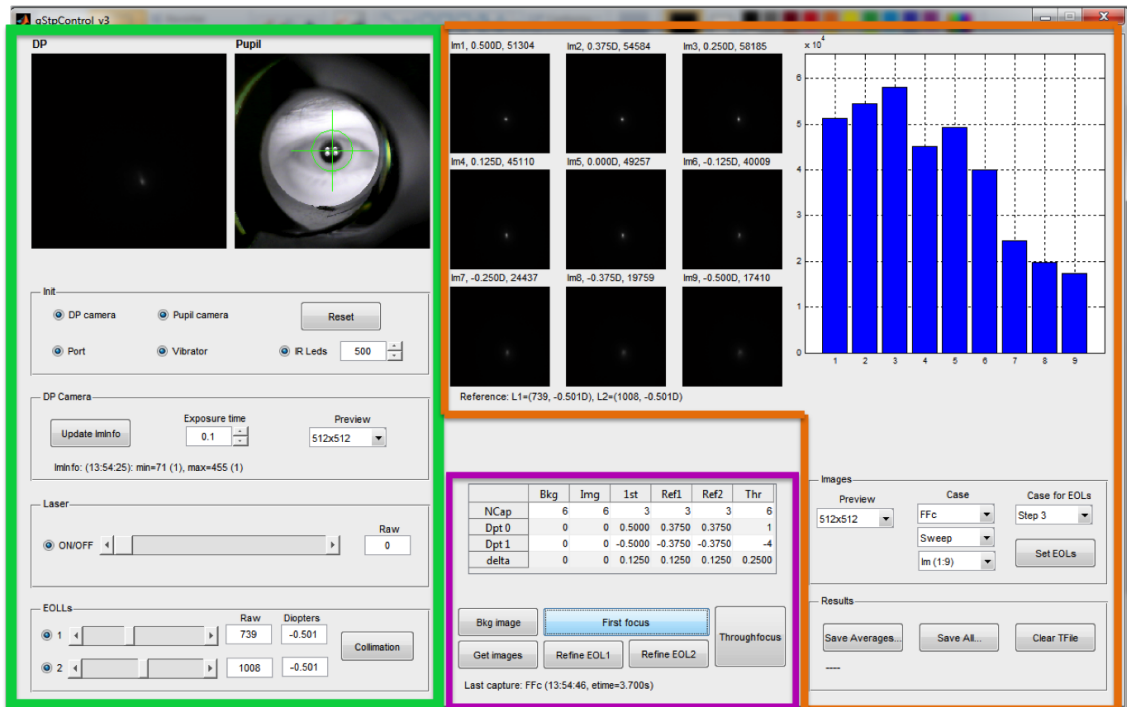 qStpControl_v3
DP
Pupil
Init
DP camera
Pupil camera
Reset
Port
Vibrator
IR Leds
500
DP Camera
Exposure time
Preview
Update ImInfo
0.1
512x512
ImInfo: (13:54:25): min=71 (1), max=455 (1)
Laser
Raw
ON/OFF
0
EOLLs
Raw
Diopters
1
739
-0.501
Collimation
2
1008
-0.501
Im1, 0.500D, 51304
Im2, 0.375D, 54584
Im3, 0.250D, 58185
Im4, 0.125D, 45110
Im5, 0.000D, 49257
Im6, -0.125D, 40009
Im7, -0.250D, 24437
Im8, -0.375D, 19759
Im9, -0.500D, 17410
Reference: L1=(739, -0.501D), L2=(1008, -0.501D)
x 10^4
6
5
4
3
2
1
0
1 2 3 4 5 6 7 8 9
Bkg Img 1st Ref1 Ref2 Thr
NCap 6 6 3 3 3 6
Dpt 0 0 0 0.5000 0.3750 0.3750 1
Dpt 1 0 0 -0.5000 -0.3750 -0.3750 -4
delta 0 0 0.1250 0.1250 0.1250 0.2500
Bkg image
First focus
Throughfocus
Get images
Refine EOL1
Refine EOL2
Last capture: FFc (13:54:46, etime=3.700s)
Images
Preview
Case
Case for EOLs
512x512
FFc
Step 3
Sweep
Im (1:9)
Set EOLs
Results
Save Averages...
Save All...
Clear TFile
----